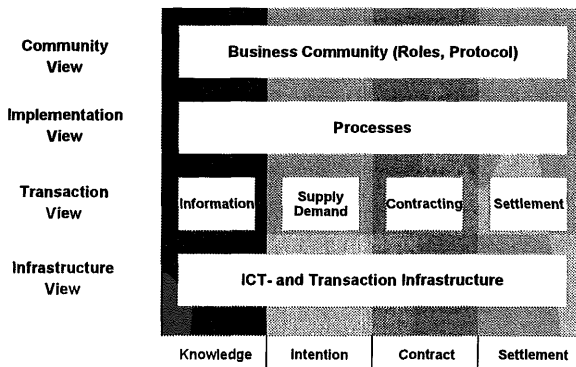 Community
View
Business Community (Roles, Protocol)
Implementation
View
Processes
Transaction
View
Information
Supply
Demand
Contracting
Settlement
Infrastructure
View
ICT- and Transaction Infrastructure
Knowledge
Intention
Contract
Settlement